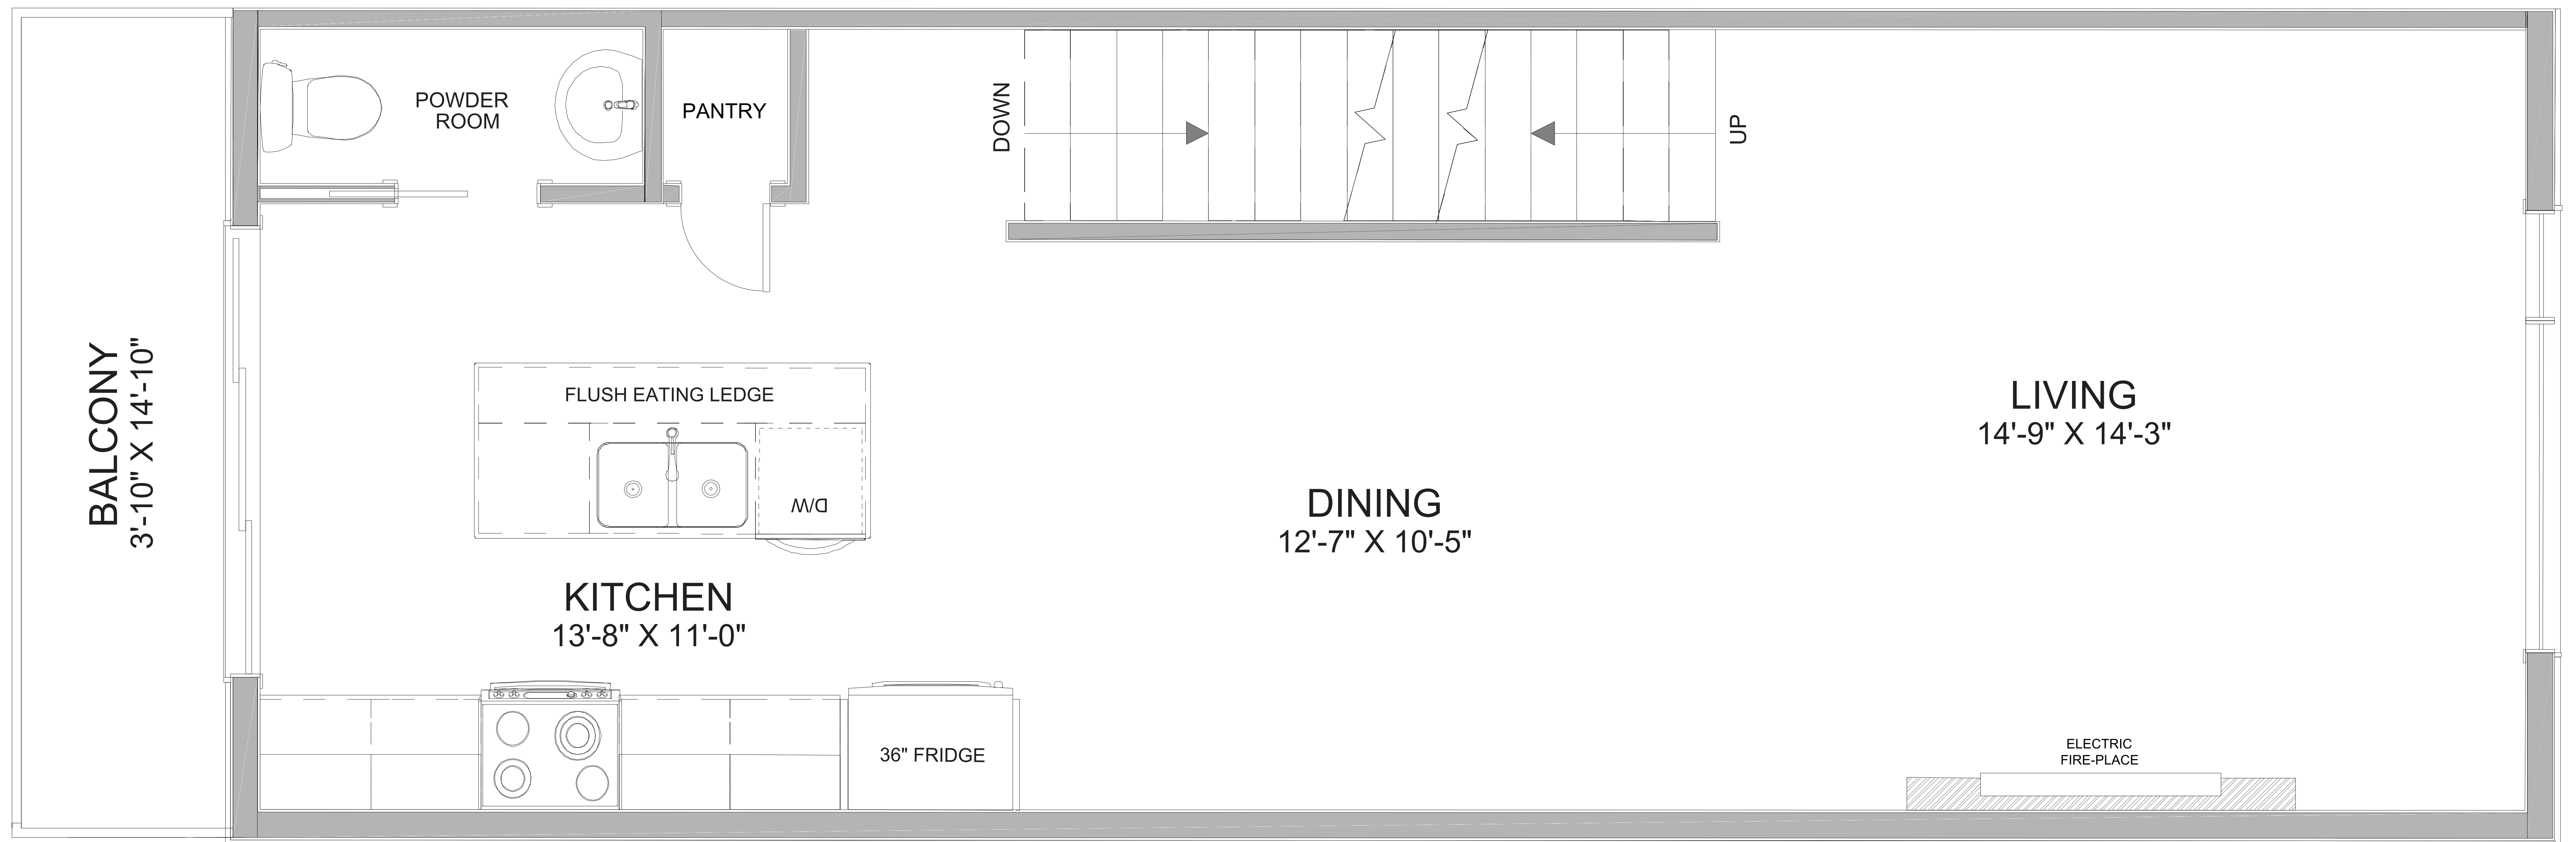 POWDER
ROOM
PANTRY
DOWN
UP
BALCONY
3'-10" X 14'-10"
FLUSH EATING LEDGE
D/W
KITCHEN
13'-8" X 11'-0"
36" FRIDGE
DINING
12'-7" X 10'-5"
LIVING
14'-9" X 14'-3"
ELECTRIC
FIRE-PLACE